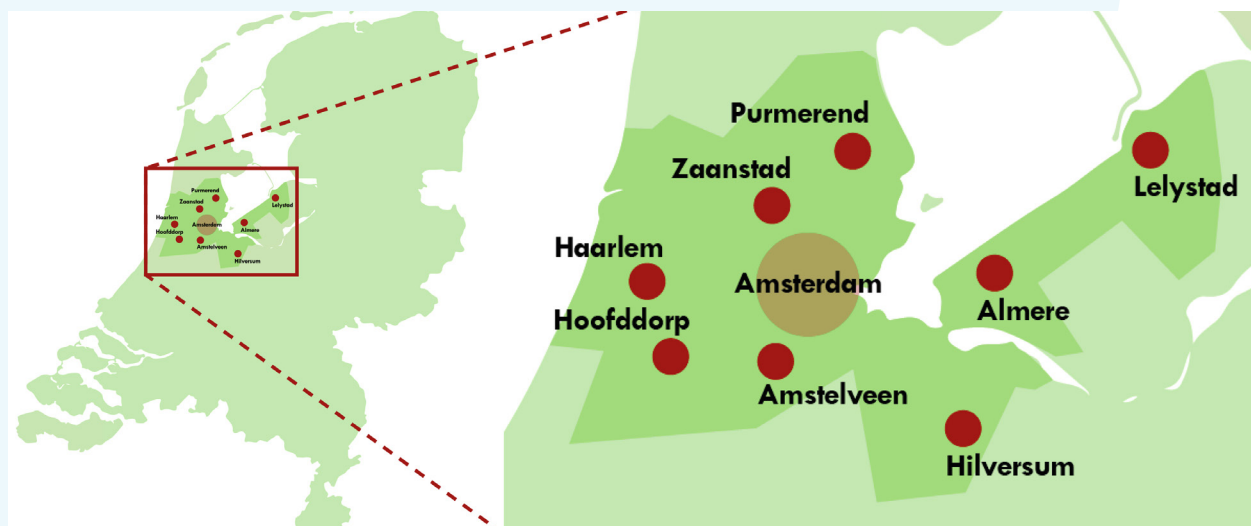 Purmerend
Zaanstad
Lelystad
Haarlem
Amsterdam
Almere
Hoofddorp
Amstelveen
Hilversum
Purmerend
Zaanstad
Lelystad
Haarlem
Amsterdam
Almere
Hoofddorp
Amstelveen
Hilversum